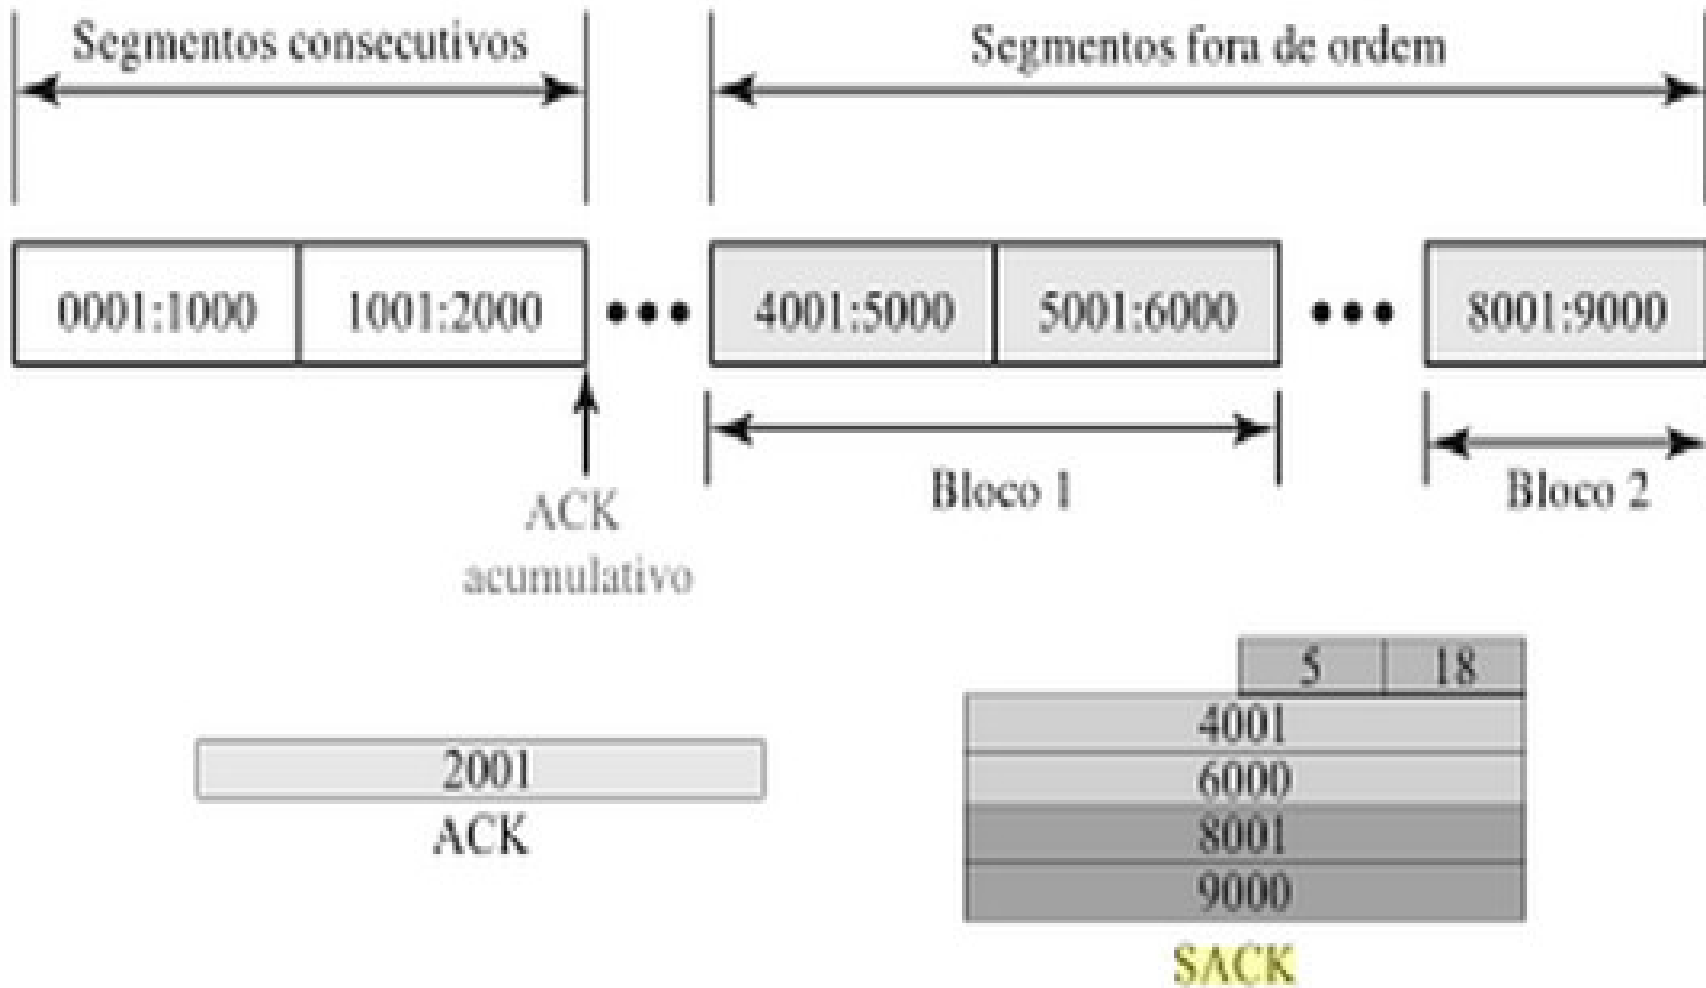 Segmentos consecutivos
Segmentos fora de ordem
0001:1000 1001:2000 ••• 4001:5000 5001:6000 ••• 8001:9000
ACK
acumulativo
Bloco 1
Bloco 2
2001
ACK
5 18
4001
6000
8001
9000
SACK